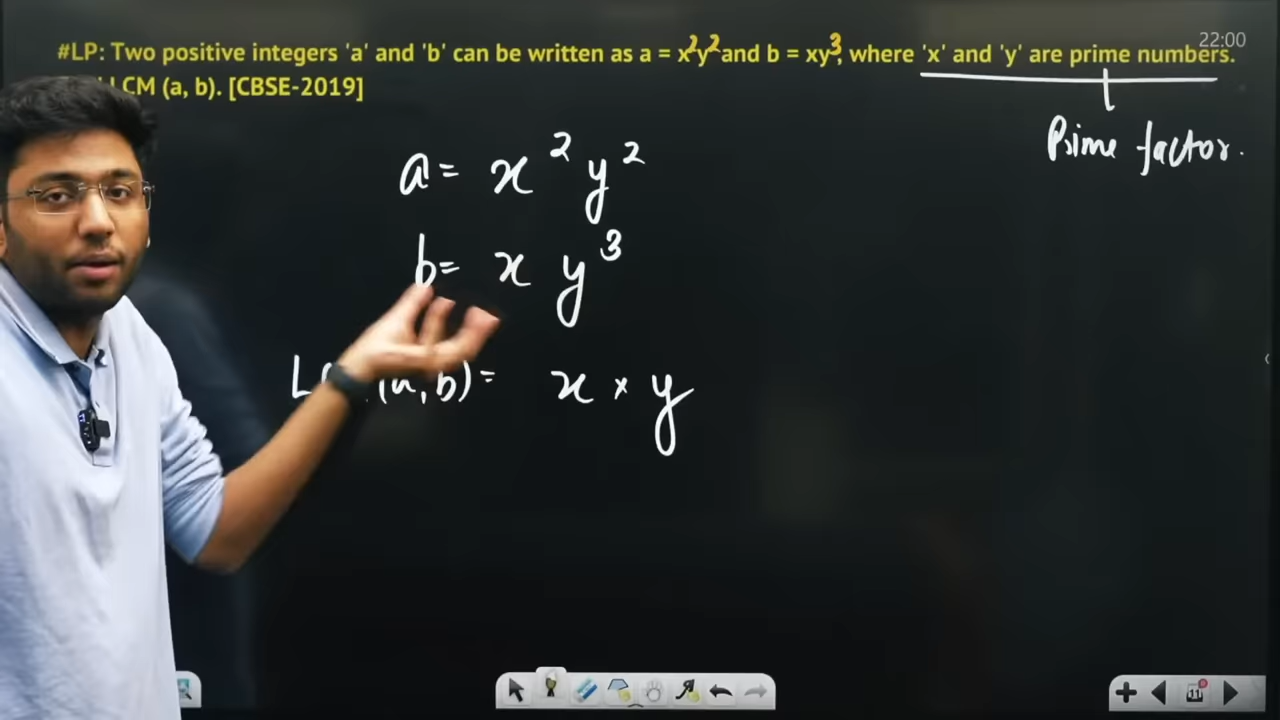 22:00
#LP: Two positive integers 'a' and 'b' can be written as a = x²y² and b = xy³, where 'x' and 'y' are prime numbers.
LCM (a, b). [CBSE-2019]
Prime factor.
a = x² y²
b = x y³
(a, b) = x × y
11